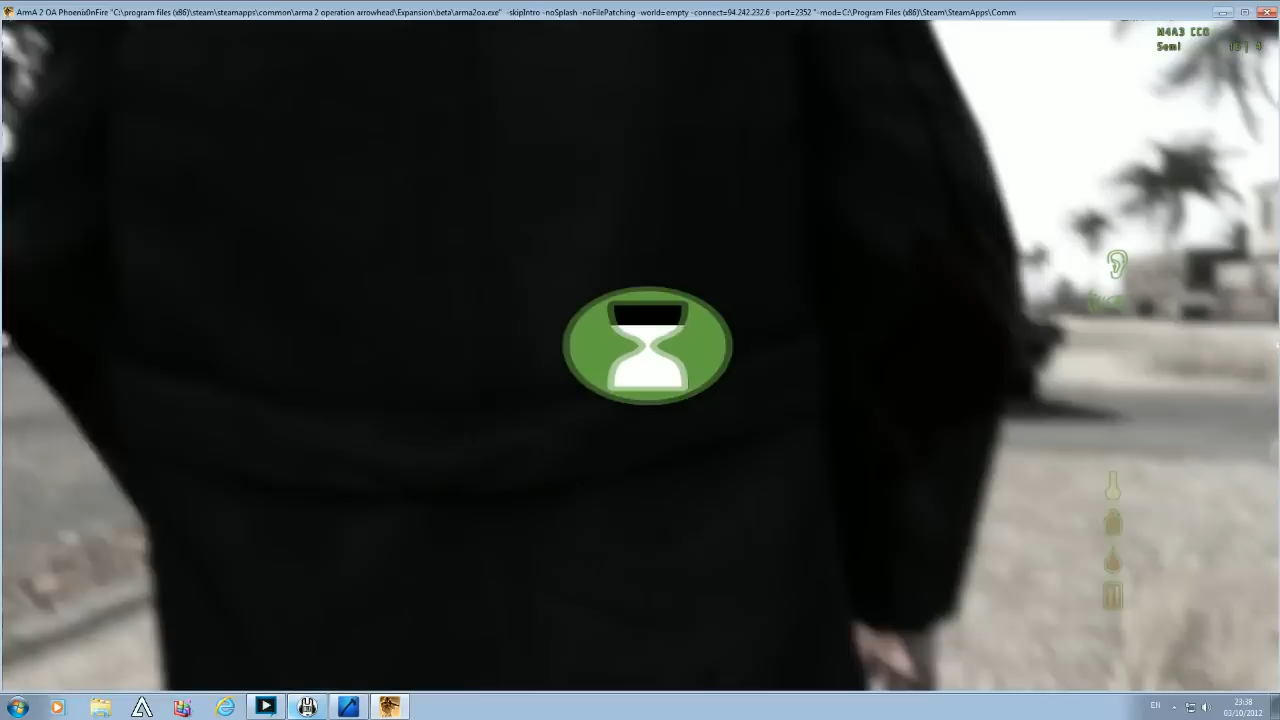 ArmA 2 OA Phoenix0nFire "C:\program files (x86)\steam\steamapps\common\arma 2 operation arrowhead\Expansion\beta\arma2oa.exe" -skipIntro -noSplash -noFilePatching -world=empty -connect=94.242.232.6 -port=2352 "-mod=C:\Program Files (x86)\Steam\SteamApps\Comm
M4A3 CCO
Semi
EN
23:38
03/10/2012